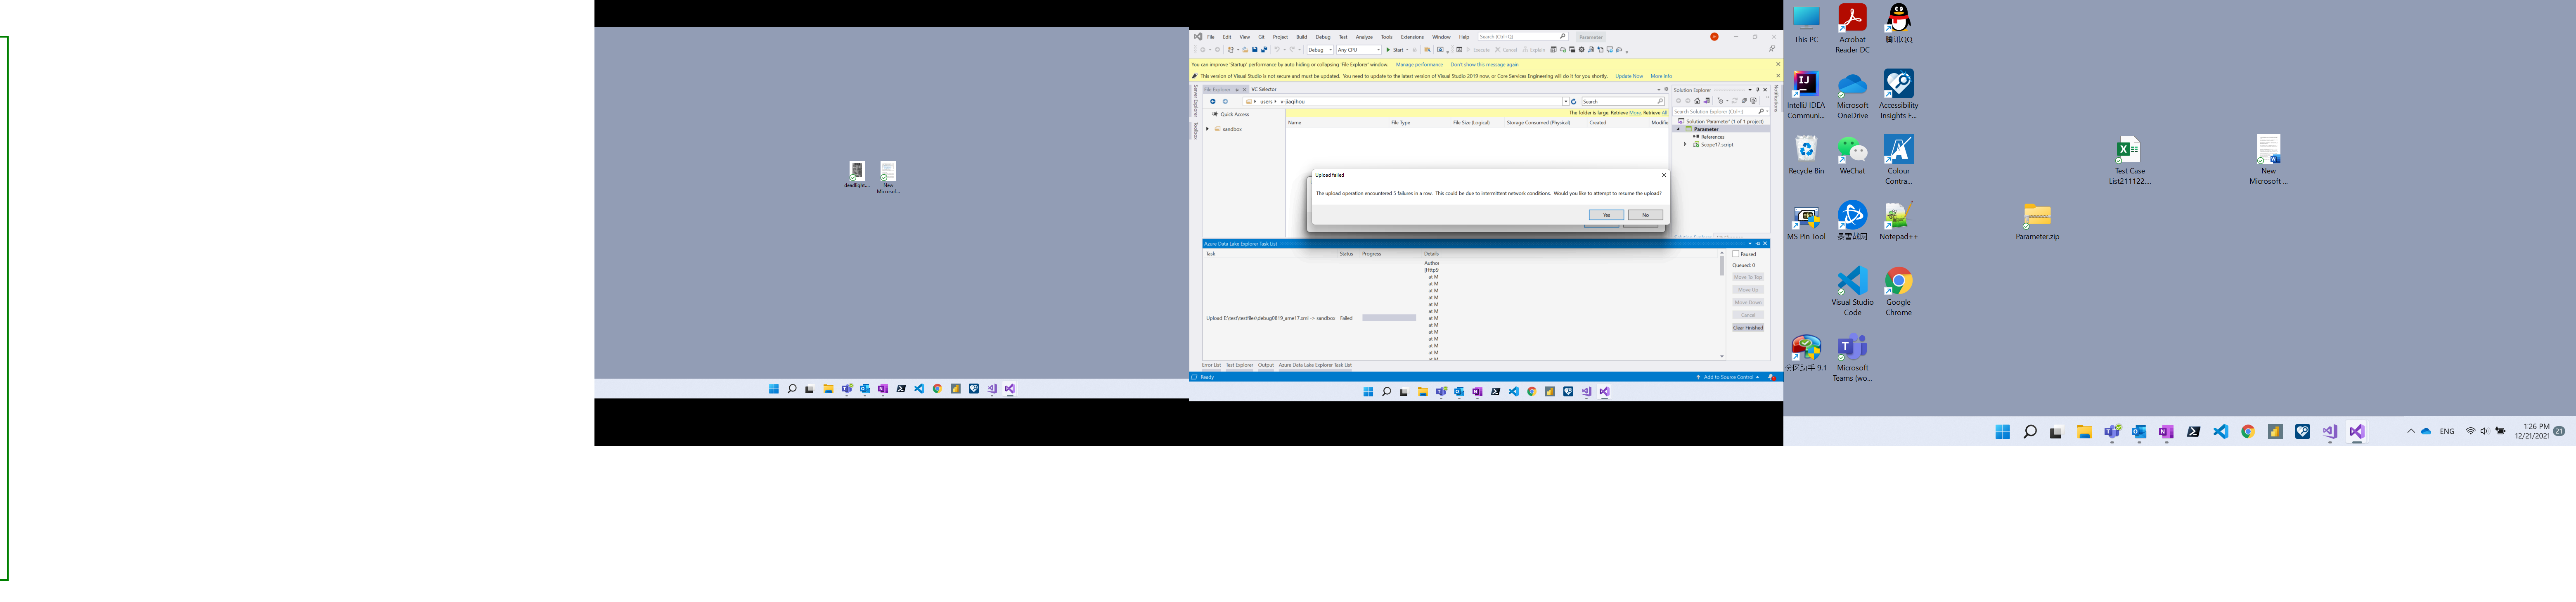 deadlight....
New
Microsof...
File Edit View Git Project Build Debug Test Analyze Tools Extensions Window Help Search (Ctrl+Q) Parameter
Debug Any CPU Start Execute Cancel Explain
You can improve 'Startup' performance by auto hiding or collapsing 'File Explorer' window. Manage performance Don't show this message again
This version of Visual Studio is not secure and must be updated. You need to update to the latest version of Visual Studio 2019 now, or Core Services Engineering will do it for you shortly. Update Now More info
Server Explorer
Toolbox
File Explorer VC Selector
users jiaqihou Search
Quick Access
sandbox
The folder is large. Retrieve More. Retrieve All.
Name File Type File Size (Logical) Storage Consumed (Physical) Created Modifie
Solution Explorer
Search Solution Explorer (Ctrl+;)
Solution 'Parameter' (1 of 1 project)
Parameter
References
Scope17.script
Notifications
Upload failed
The upload operation encountered 5 failures in a row. This could be due to intermittent network conditions. Would you like to attempt to resume the upload?
Yes No
Azure Data Lake Explorer Task List
Task Status Progress Details
Autho
[HttpS
at M
at M
at M
at M
at M
at M
at M
at M
at M
at M
at M
at M
at M
Upload E:\test\testfiles\debug0819_amw17.xml -> sandbox Failed
Paused
Queued: 0
Move To Top
Move Up
Move Down
Cancel
Clear Finished
Error List Test Explorer Output Azure Data Lake Explorer Task List
Ready Add to Source Control
This PC
Acrobat
Reader DC
腾讯QQ
IntelliJ IDEA
Communi...
Microsoft
OneDrive
Accessibility
Insights F...
Recycle Bin
WeChat
Colour
Contra...
MS Pin Tool
暴雪战网
Notepad++
Visual Studio
Code
Google
Chrome
分区助手 9.1
Microsoft
Teams (wo...
Test Case
List211122....
New
Microsoft ...
Parameter.zip
ENG
1:26 PM
12/21/2021
21